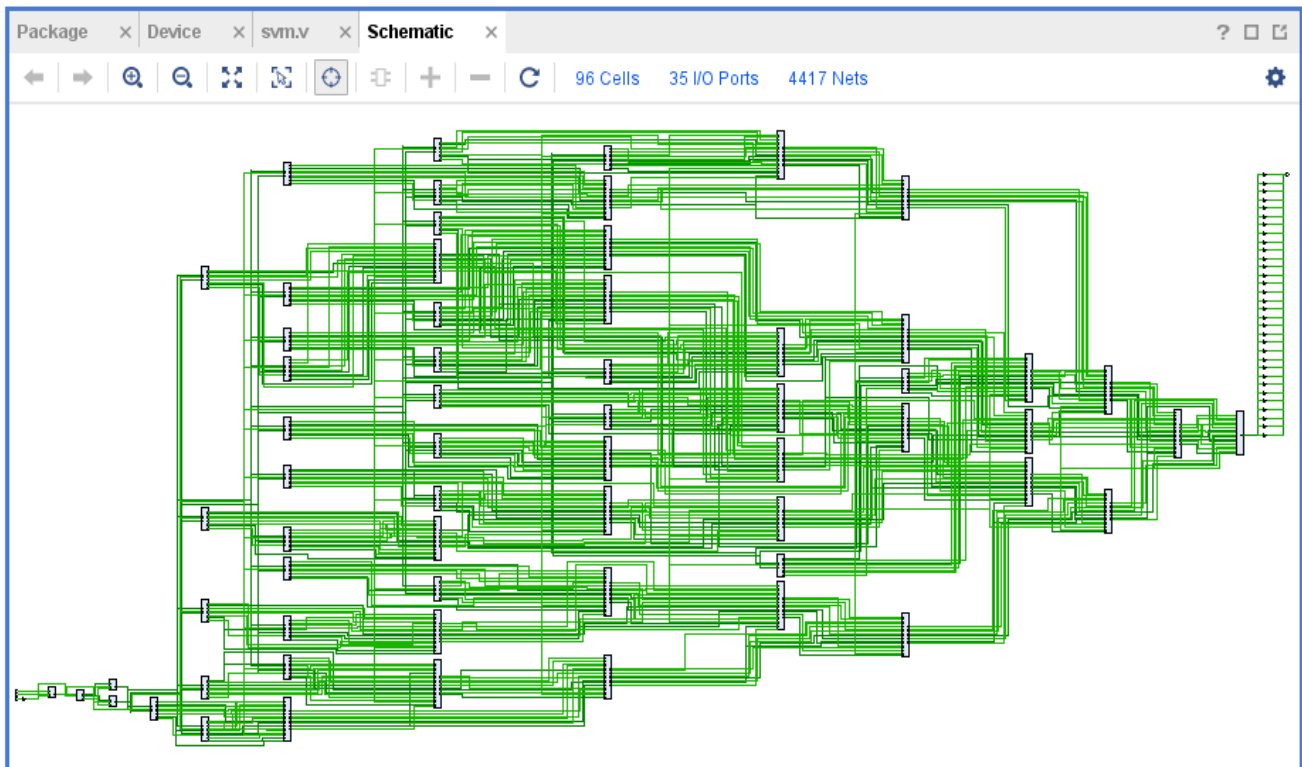 Package × Device × svm.v × Schematic × ?
96 Cells 35 I/O Ports 4417 Nets